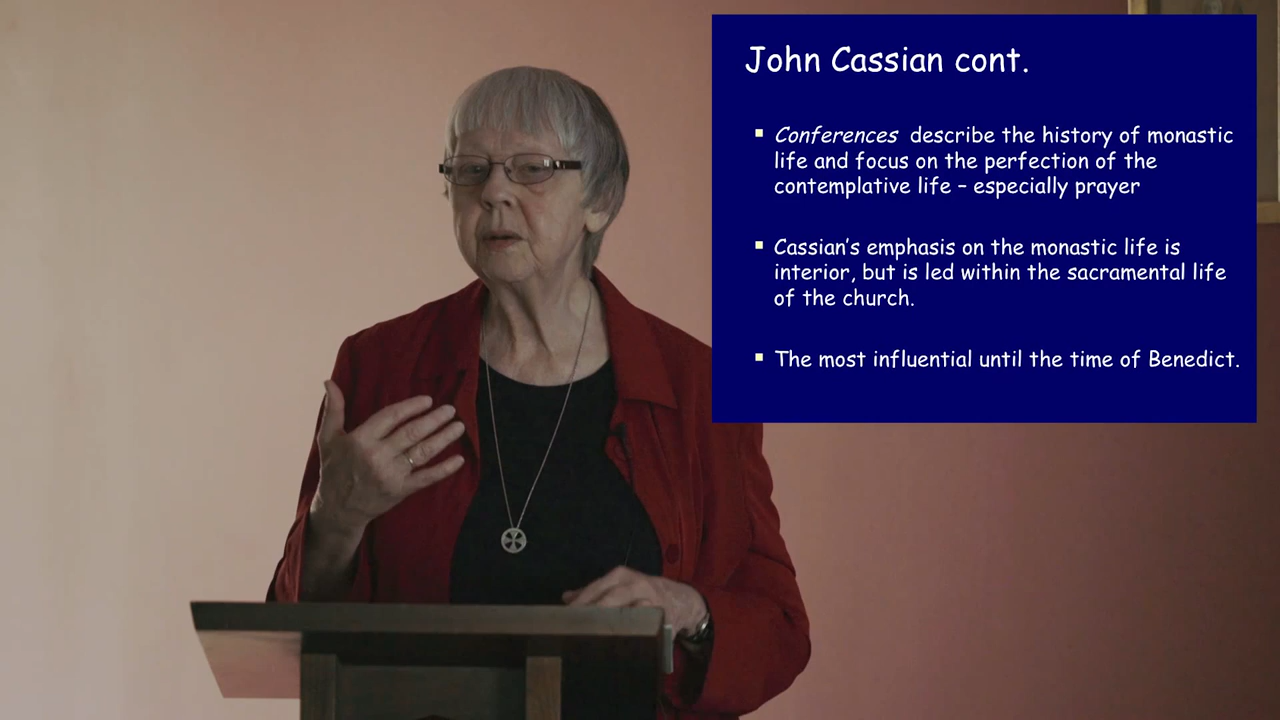 John Cassian cont.
▪ Conferences describe the history of monastic
life and focus on the perfection of the
contemplative life – especially prayer
▪ Cassian's emphasis on the monastic life is
interior, but is led within the sacramental life
of the church.
▪ The most influential until the time of Benedict.